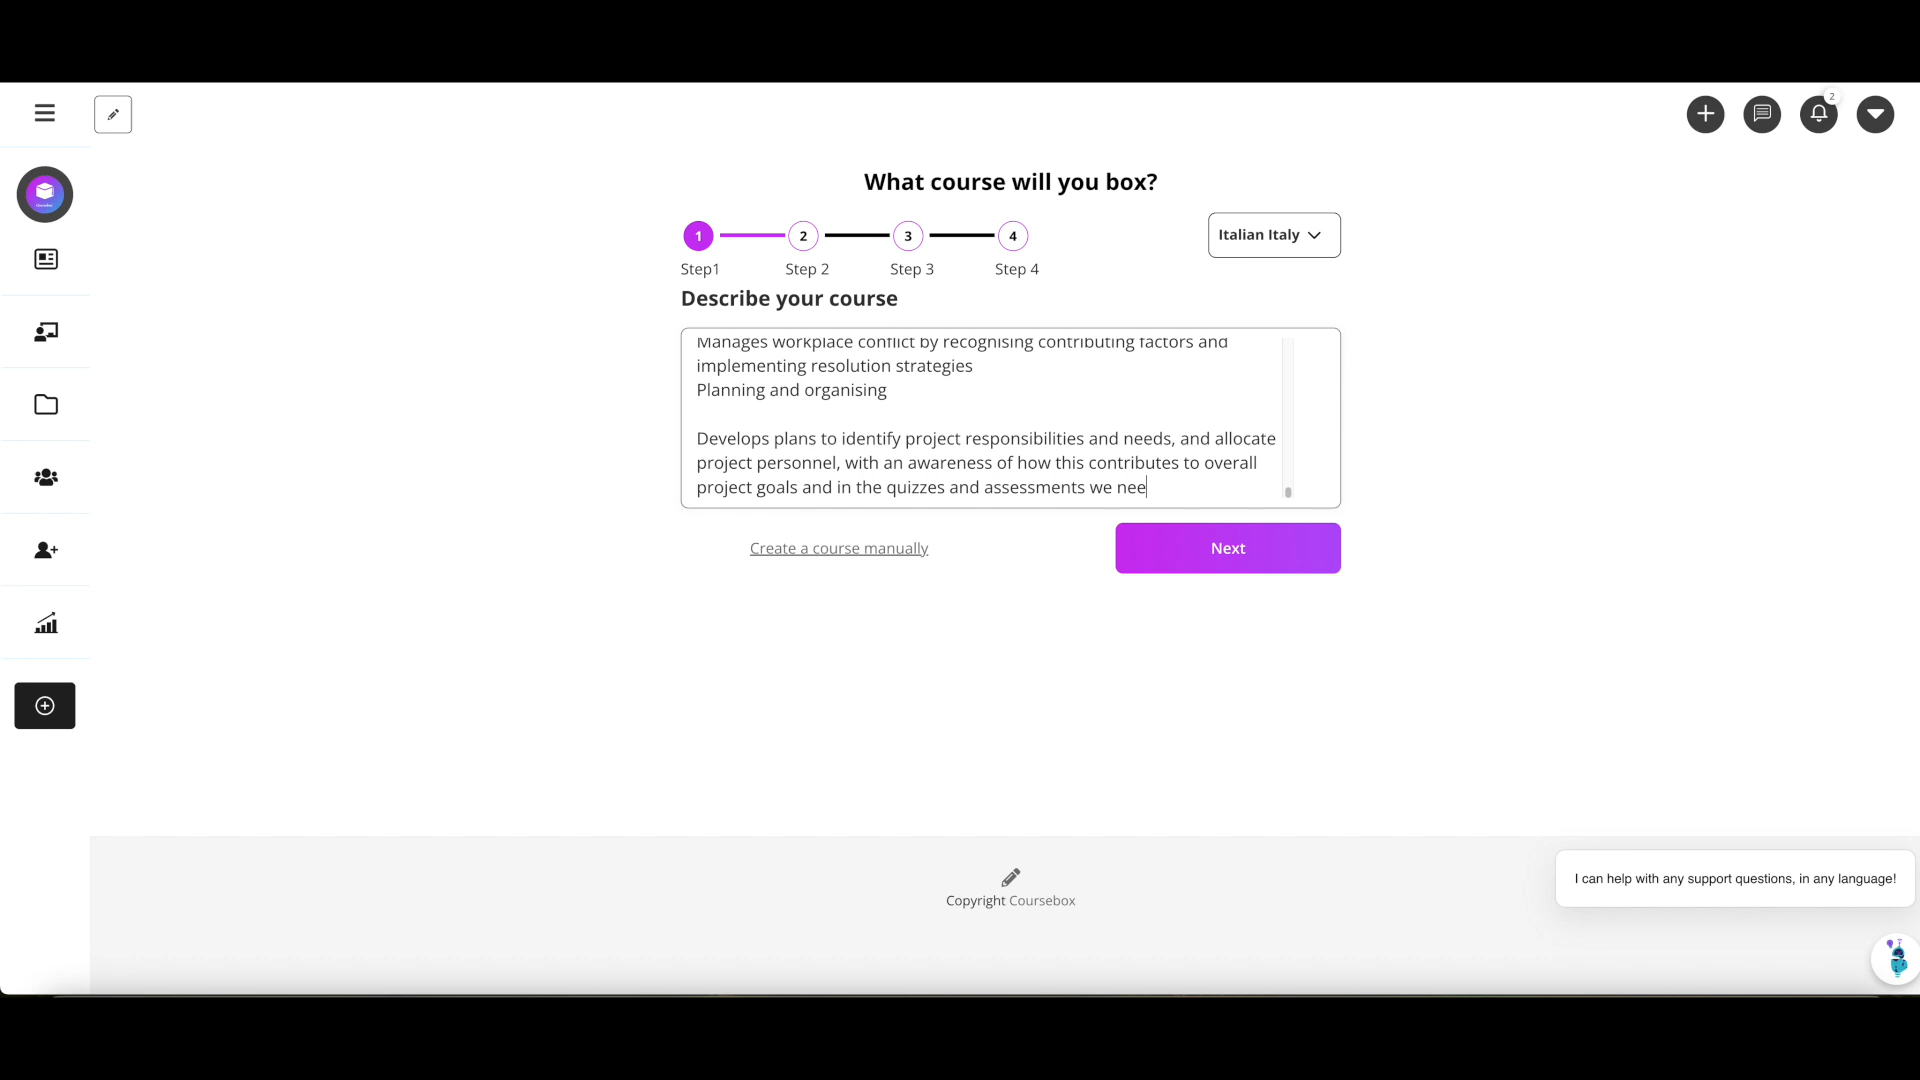 2
What course will you box?
1 2 3 4
Step1 Step 2 Step 3 Step 4
Italian Italy
Describe your course
Manages workplace conflict by recognising contributing factors and
implementing resolution strategies
Planning and organising
Develops plans to identify project responsibilities and needs, and allocate
project personnel, with an awareness of how this contributes to overall
project goals and in the quizzes and assessments we nee
Create a course manually
Next
I can help with any support questions, in any language!
Copyright Coursebox